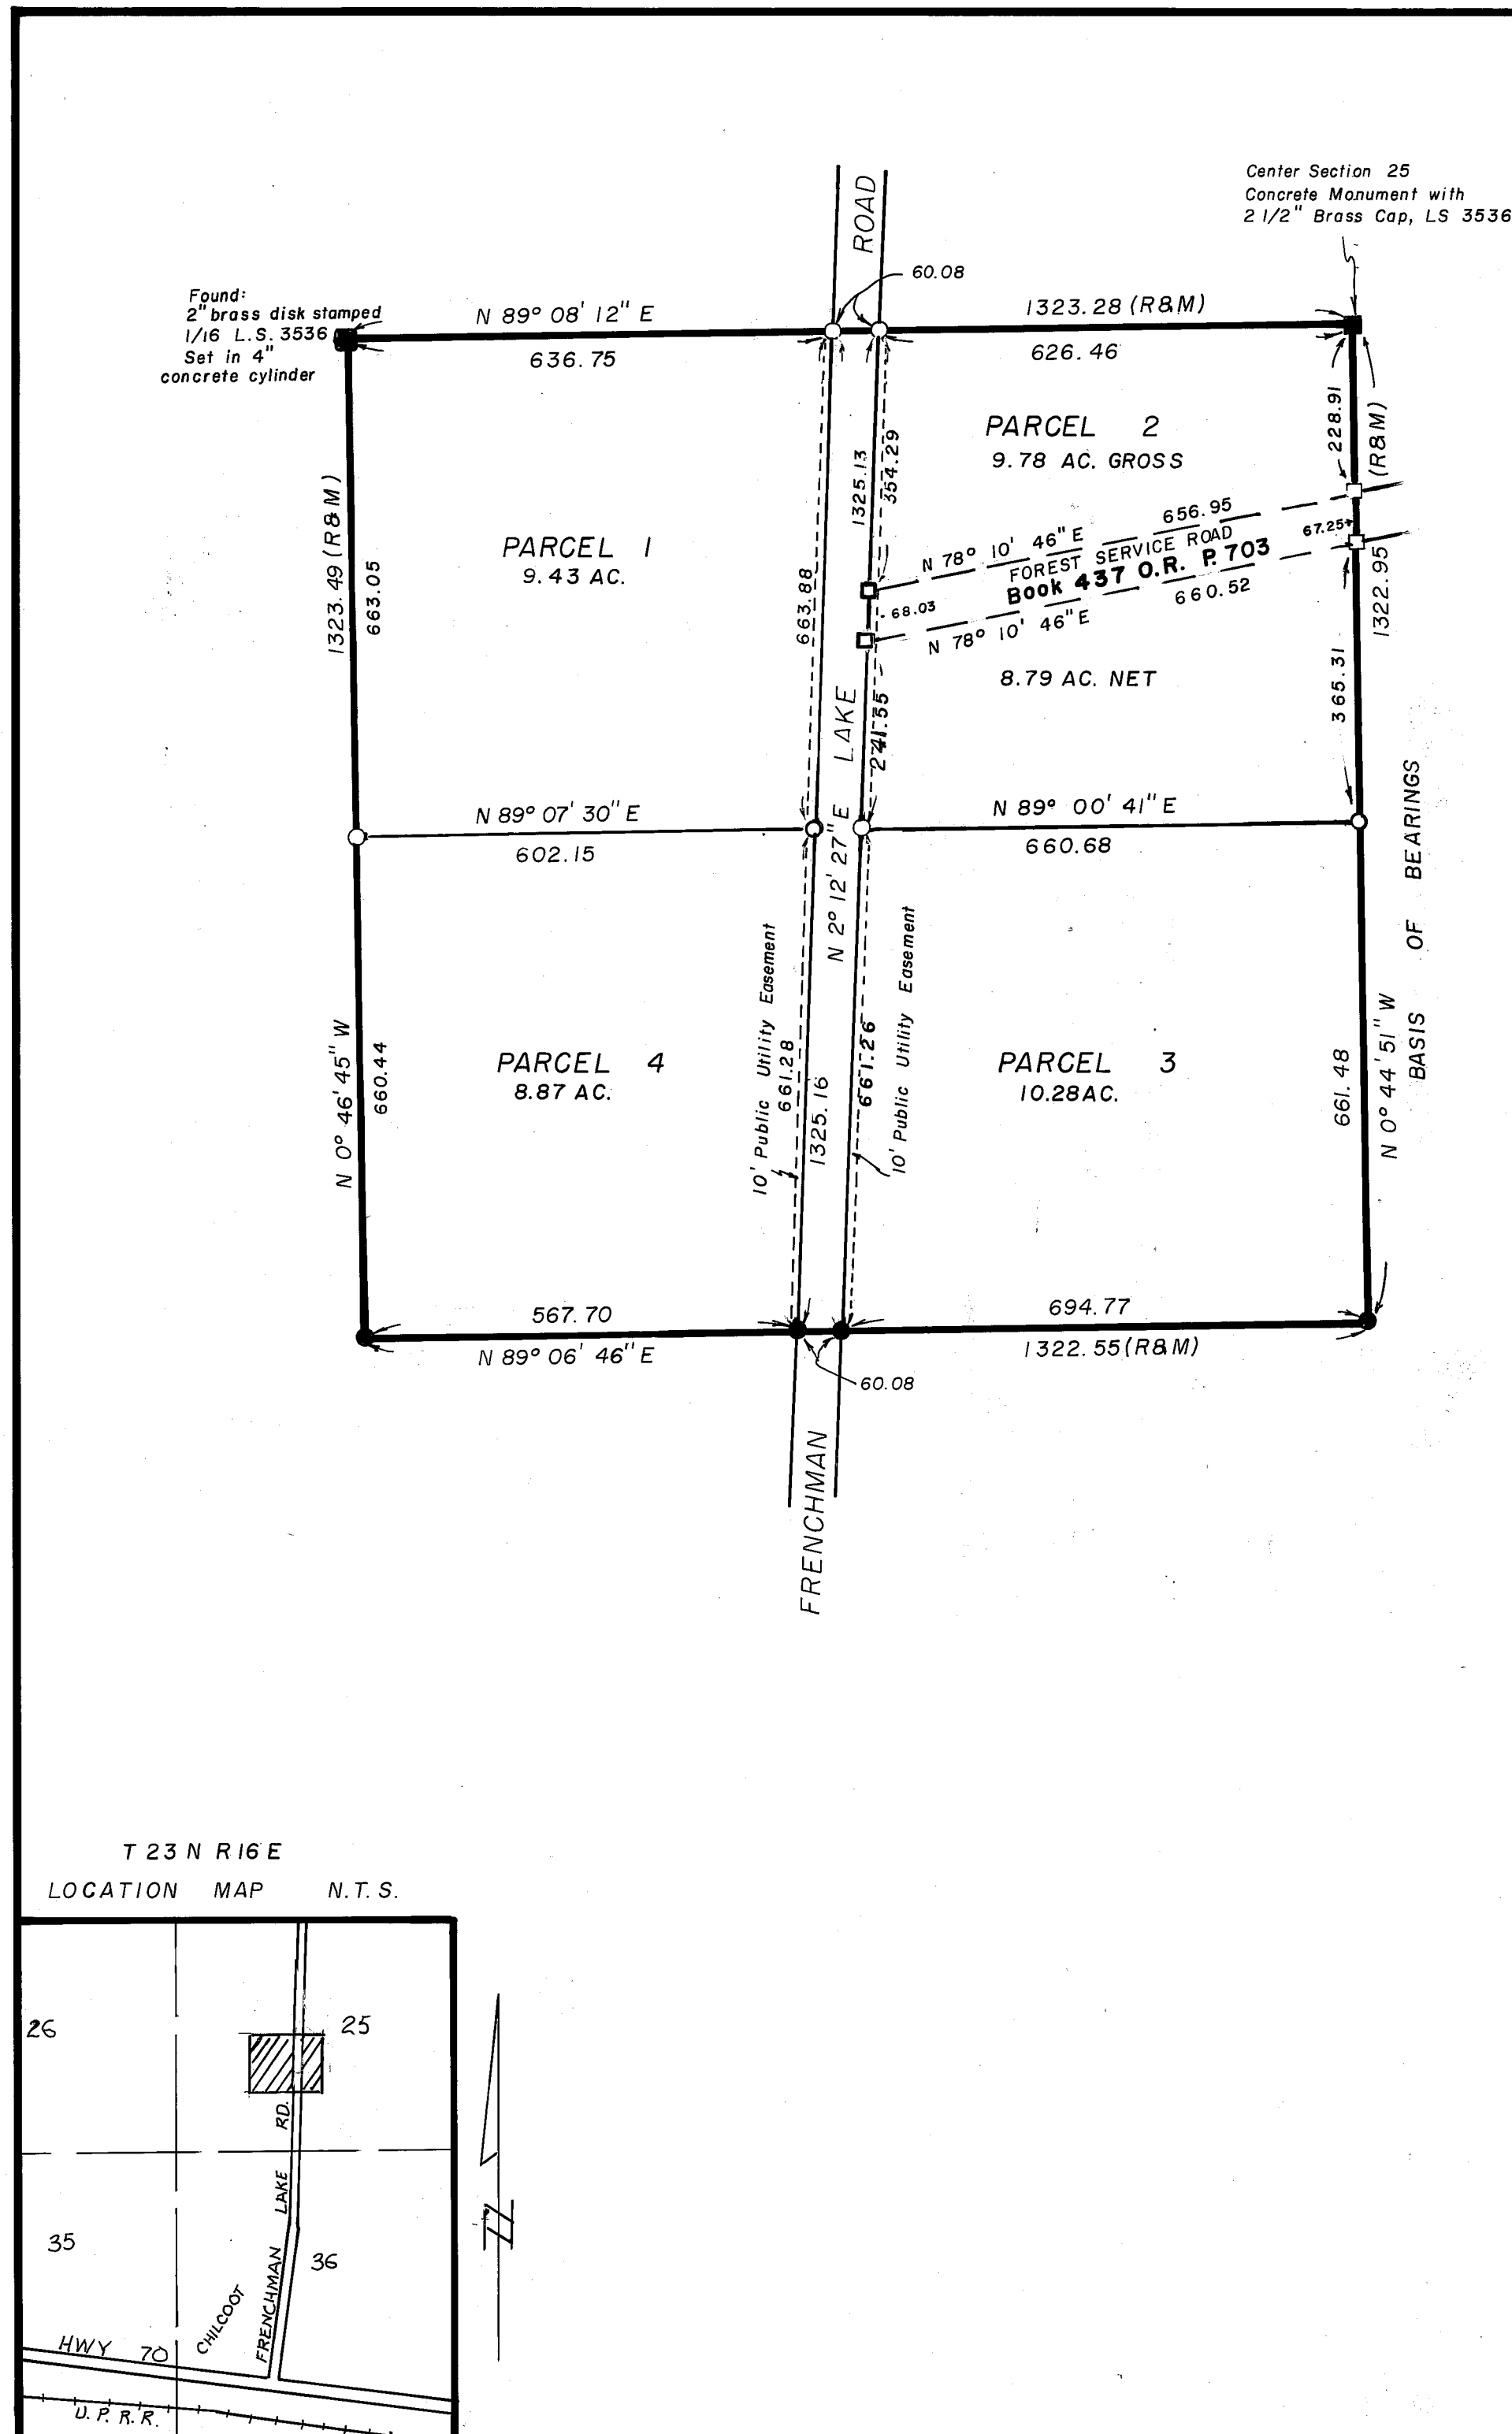 Center Section 25
Concrete Monument with
2 1/2" Brass Cap, LS 3536
ROAD
60.08
Found:
2" brass disk stamped
1/16 L.S. 3536
Set in 4"
concrete cylinder
N 89° 08' 12" E
1323.28 (R&M)
636.75
626.46
228.91
(R&M)
PARCEL 2
9.78 AC. GROSS
1325.13
354.29
1323.49 (R&M)
663.05
PARCEL 1
9.43 AC.
663.88
656.95
N 78° 10' 46" E
FOREST SERVICE ROAD
Book 437 O.R. P. 703
67.25
68.03
660.52
N 78° 10' 46" E
1322.95
8.79 AC. NET
365.31
LAKE
241.55
N 89° 07' 30" E
602.15
N 89° 00' 41" E
660.68
N 2° 12' 27" E
BASIS OF BEARINGS
10' Public Utility Easement
10' Public Utility Easement
N 0° 46' 45" W
660.44
PARCEL 4
8.87 AC.
661.28
1325.16
661.26
PARCEL 3
10.28 AC.
661.48
N 0° 44' 51" W
567.70
N 89° 06' 46" E
694.77
1322.55 (R&M)
60.08
FRENCHMAN
T 23 N R 16 E
LOCATION MAP N.T.S.
26
25
RD.
LAKE
35
36
FRENCHMAN
CHILCOOT
HWY 70
U.P.R.R.
N